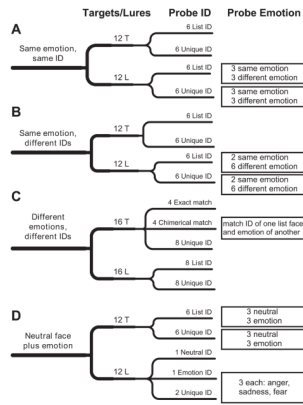 Targets/Lures Probe ID Probe Emotion
A
Same emotion,
same ID
12 T
6 List ID
6 Unique ID
12 L
6 List ID
6 Unique ID
3 same emotion
3 different emotion
3 same emotion
3 different emotion
B
Same emotion,
different IDs
12 T
6 List ID
6 Unique ID
12 L
6 List ID
6 Unique ID
2 same emotion
6 different emotion
2 same emotion
6 different emotion
C
Different
emotions,
different IDs
16 T
4 Exact match
4 Chimerical match
8 Unique ID
match ID of one list face
and emotion of another
16 L
8 List ID
8 Unique ID
D
Neutral face
plus emotion
12 T
6 List ID
6 Unique ID
3 neutral
3 emotion
3 neutral
3 emotion
12 L
1 Neutral ID
1 Emotion ID
2 Unique ID
3 each: anger,
sadness, fear